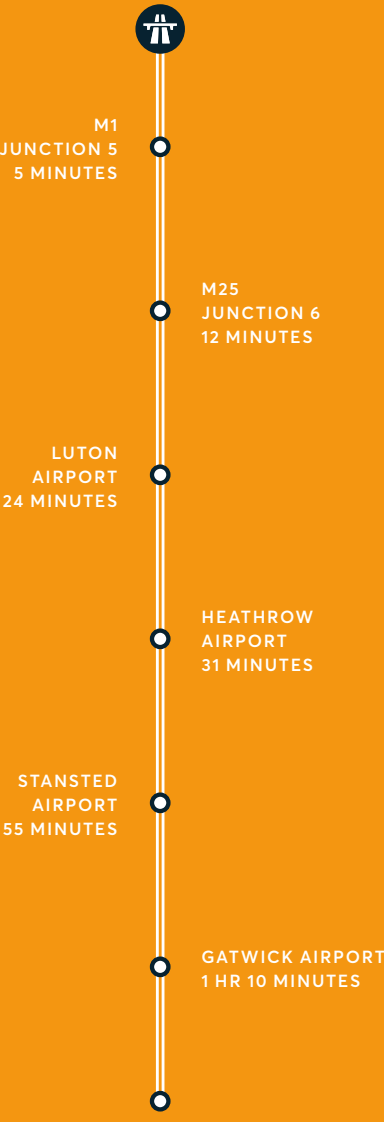 M1
JUNCTION 5
5 MINUTES
M25
JUNCTION 6
12 MINUTES
LUTON
AIRPORT
24 MINUTES
HEATHROW
AIRPORT
31 MINUTES
STANSTED
AIRPORT
55 MINUTES
GATWICK AIRPORT
1 HR 10 MINUTES